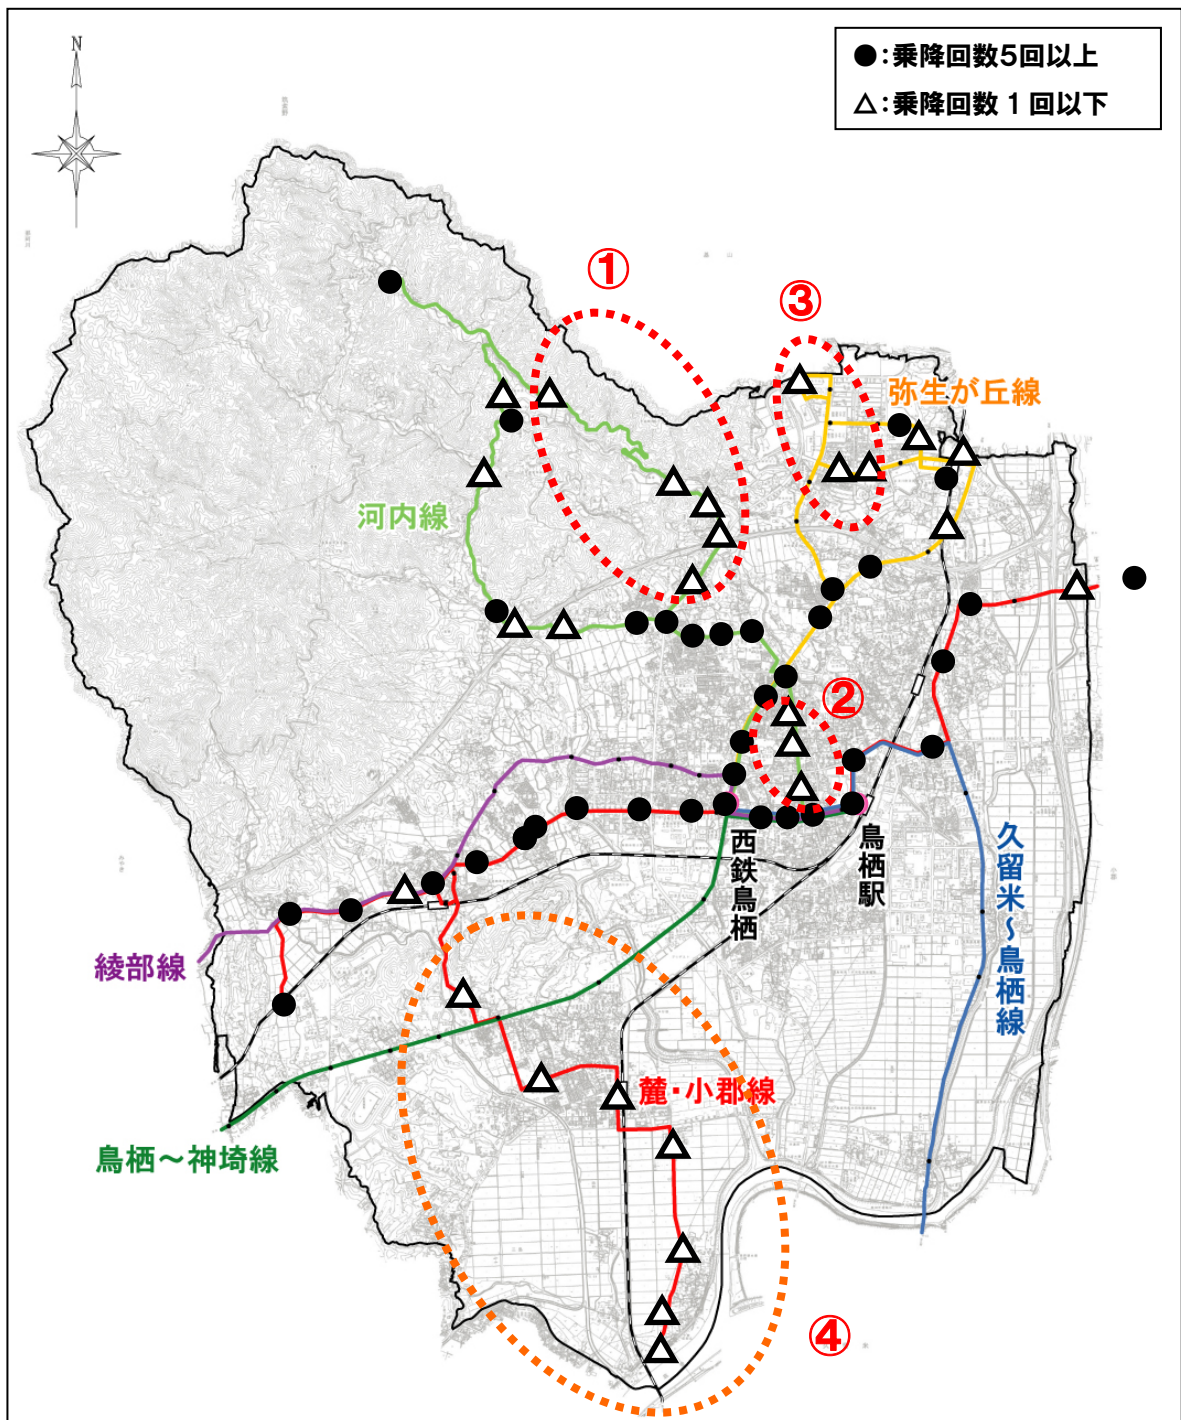 N
●:乗降回数5回以上
△:乗降回数1回以下
①
③
弥生が丘線
河内線
②
西鉄鳥栖
鳥栖駅
久留米～鳥栖線
綾部線
麓・小郡線
鳥栖～神埼線
④